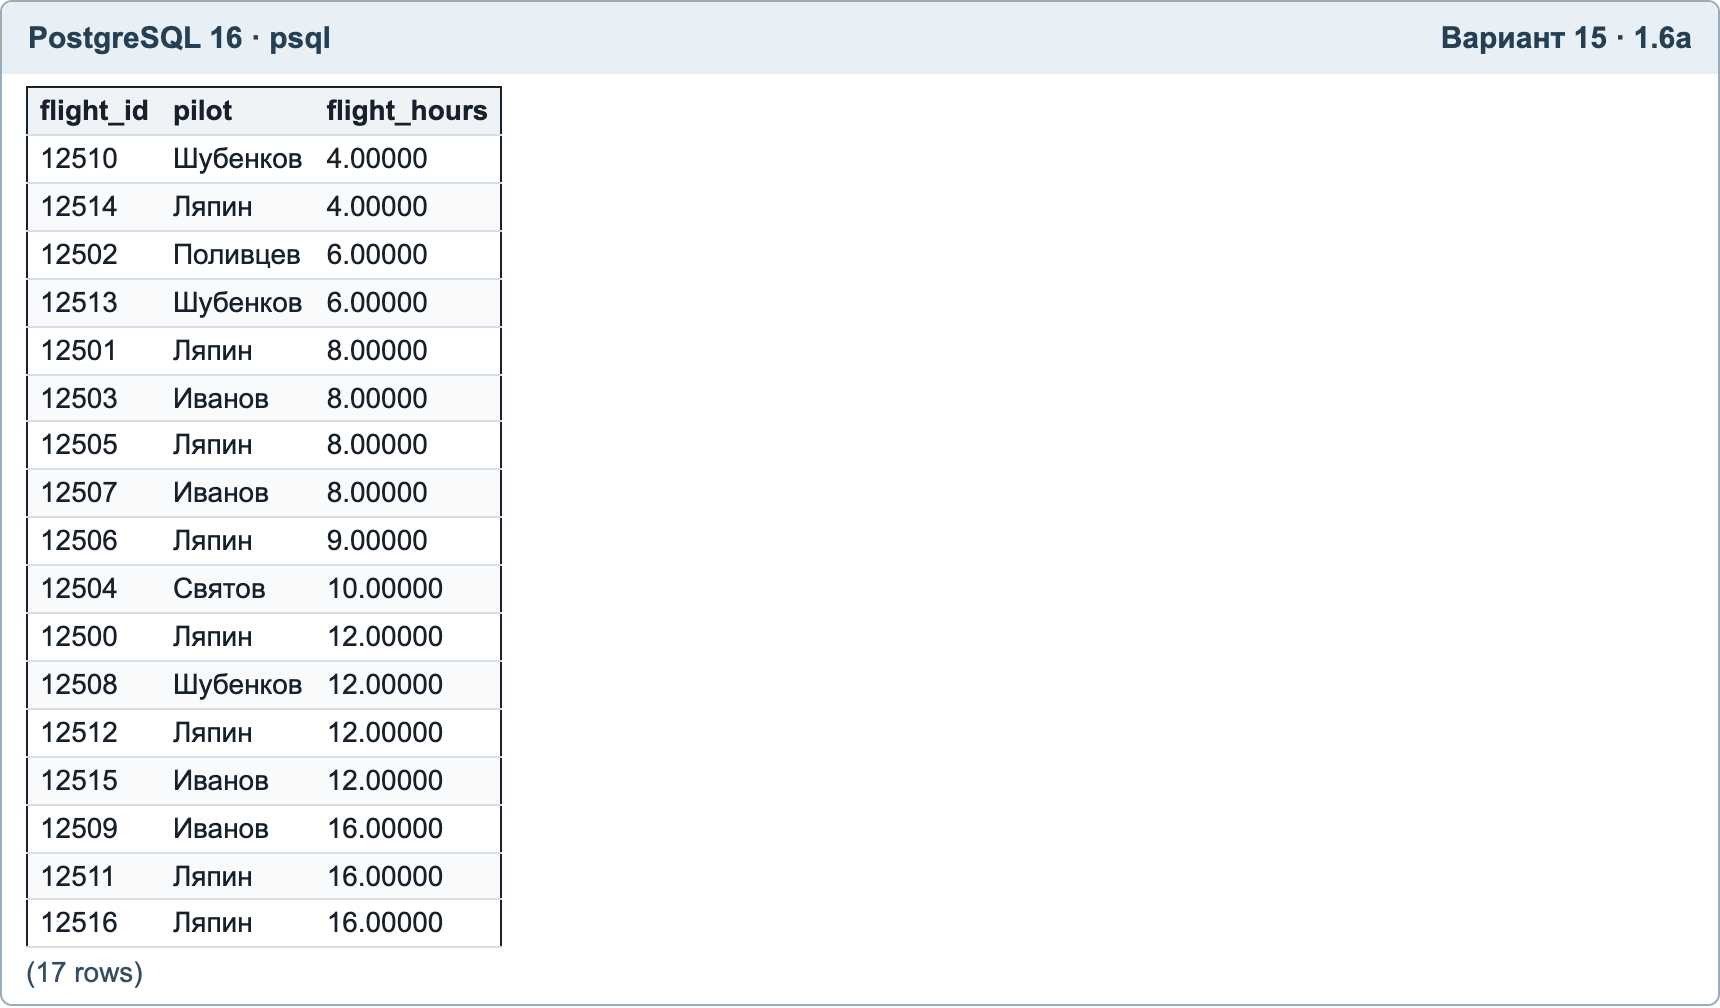 PostgreSQL 16 · psql Вариант 15 · 1.6а
flight_id pilot flight_hours
12510 Шубенков 4.00000
12514 Ляпин 4.00000
12502 Поливцев 6.00000
12513 Шубенков 6.00000
12501 Ляпин 8.00000
12503 Иванов 8.00000
12505 Ляпин 8.00000
12507 Иванов 8.00000
12506 Ляпин 9.00000
12504 Святов 10.00000
12500 Ляпин 12.00000
12508 Шубенков 12.00000
12512 Ляпин 12.00000
12515 Иванов 12.00000
12509 Иванов 16.00000
12511 Ляпин 16.00000
12516 Ляпин 16.00000
(17 rows)